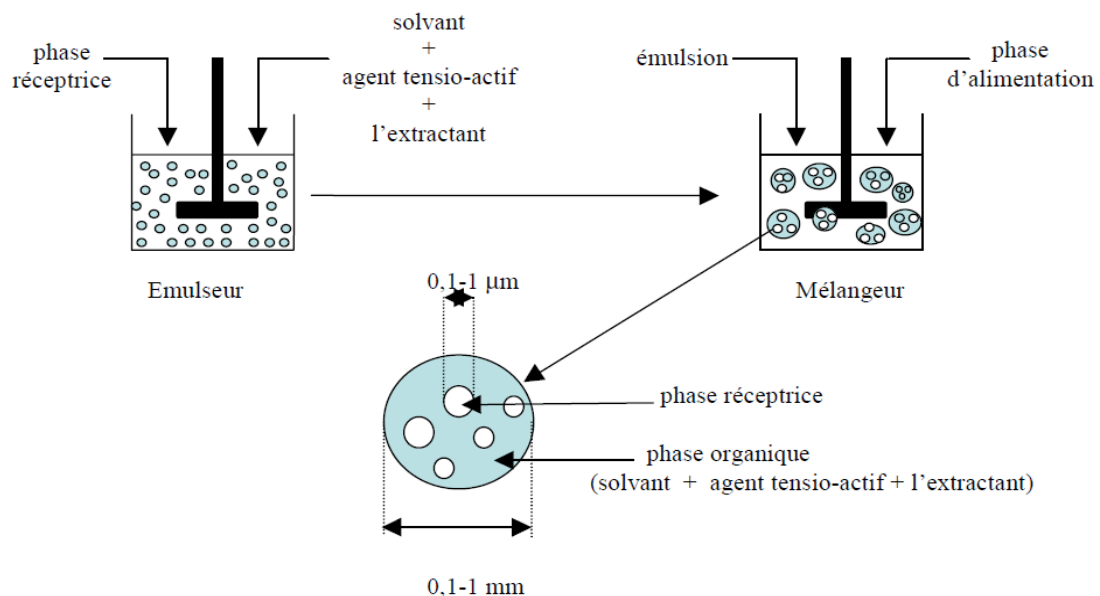 phase
réceptrice
solvant
+
agent tensio-actif
+
l'extractant
émulsion
phase
d'alimentation
Emulseur
Mélangeur
0,1-1 μm
phase réceptrice
phase organique
(solvant + agent tensio-actif + l'extractant)
0,1-1 mm